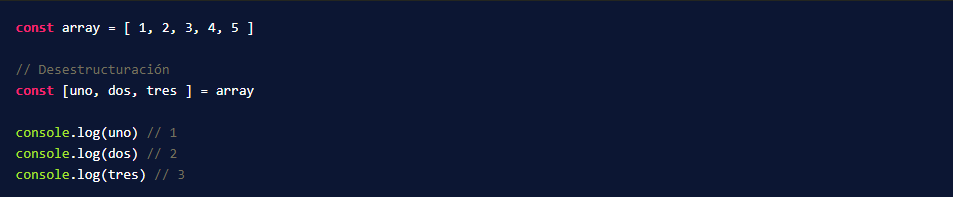 const array = [ 1, 2, 3, 4, 5 ]
// Desestructuración
const [uno, dos, tres ] = array
console.log(uno) // 1
console.log(dos) // 2
console.log(tres) // 3